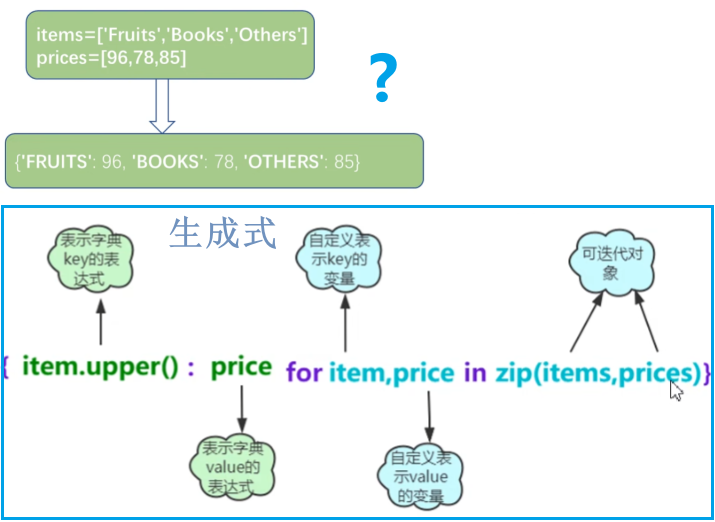 items=['Fruits','Books','Others']
prices=[96,78,85]
?
{'FRUITS': 96, 'BOOKS': 78, 'OTHERS': 85}
生成式
表示字典
key的表
达式
自定义表
示key的
变量
可迭代对
象
{ item.upper() : price for item,price in zip(items,prices)}
表示字典
value的
表达式
自定义表
示value
的变量